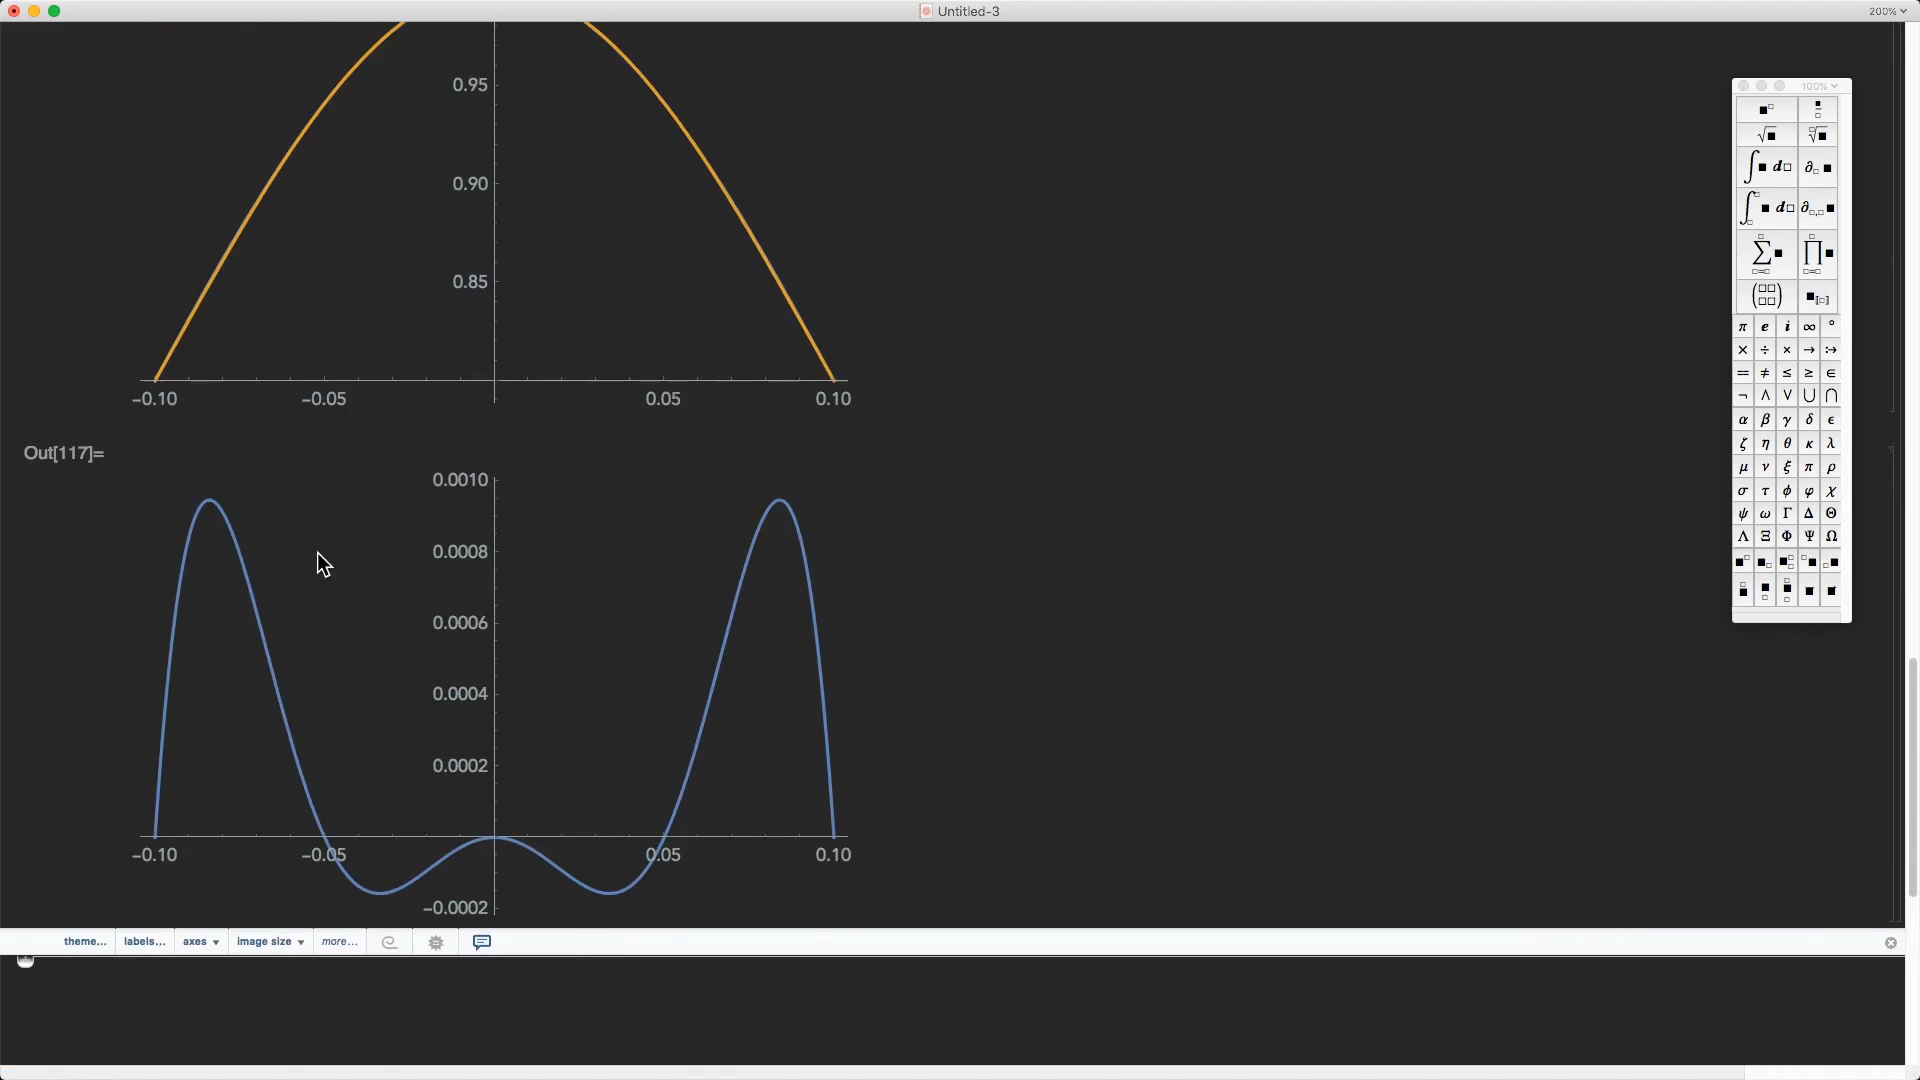 Untitled-3
200%
0.95
0.90
0.85
-0.10 -0.05 0.05 0.10
Out[117]=
0.0010
0.0008
0.0006
0.0004
0.0002
-0.10 -0.05 0.05 0.10
-0.0002
theme... labels... axes image size more...
100%
■□ ■/□
√■ □√■
∫■ d□ ∂□ ■
∫□□ ■ d□ ∂□,□ ■
∑□□=□ ■ ∏□□=□ ■
(□□ □□) ■〚□〛
π e i ∞ °
× ÷ × → :→
== ≠ ≤ ≥ ∈
¬ ∧ ∨ ∪ ∩
α β γ δ ϵ
ζ η θ κ λ
μ ν ξ π ρ
σ τ ϕ φ χ
ψ ω Γ Δ Θ
Λ Ξ Φ Ψ Ω